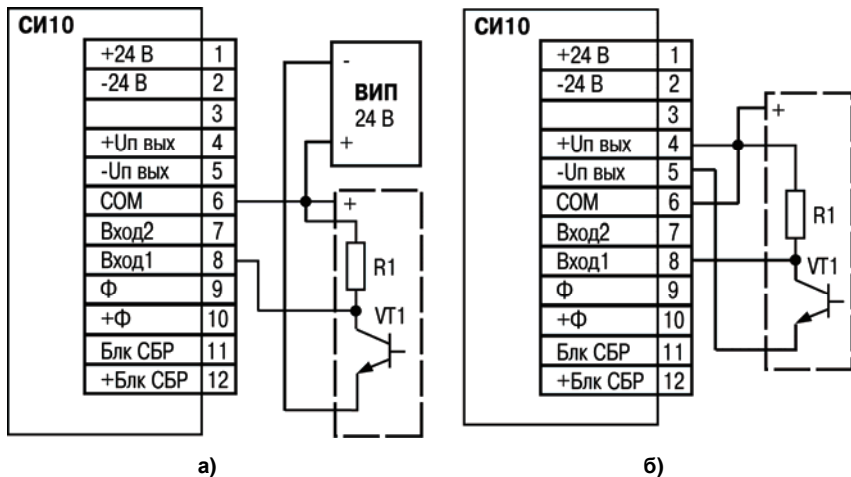 СИ10
+24 В 1
-24 В 2
3
+Uп вых 4
-Uп вых 5
COM 6
Вход2 7
Вход1 8
Ф 9
+Ф 10
Блк СБР 11
+Блк СБР 12
-
ВИП
24 В
+
+
R1
VT1
а)
СИ10
+24 В 1
-24 В 2
3
+Uп вых 4
-Uп вых 5
COM 6
Вход2 7
Вход1 8
Ф 9
+Ф 10
Блк СБР 11
+Блк СБР 12
+
R1
VT1
б)